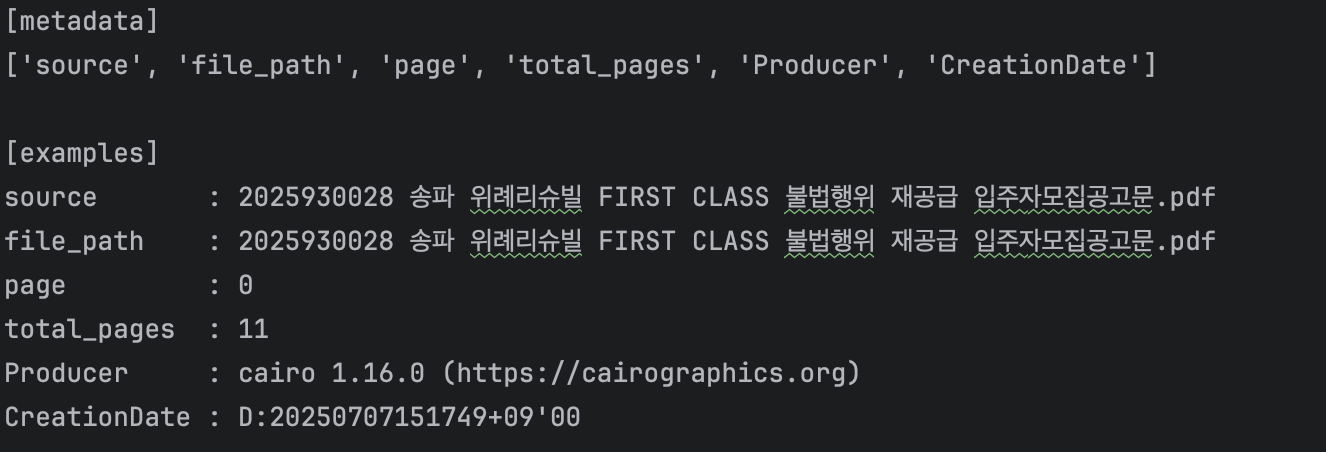 [metadata]
['source', 'file_path', 'page', 'total_pages', 'Producer', 'CreationDate']
[examples]
source : 2025930028 송파 위례리슈빌 FIRST CLASS 불법행위 재공급 입주자모집공고문.pdf
file_path : 2025930028 송파 위례리슈빌 FIRST CLASS 불법행위 재공급 입주자모집공고문.pdf
page : 0
total_pages : 11
Producer : cairo 1.16.0 (https://cairographics.org)
CreationDate : D:20250707151749+09'00